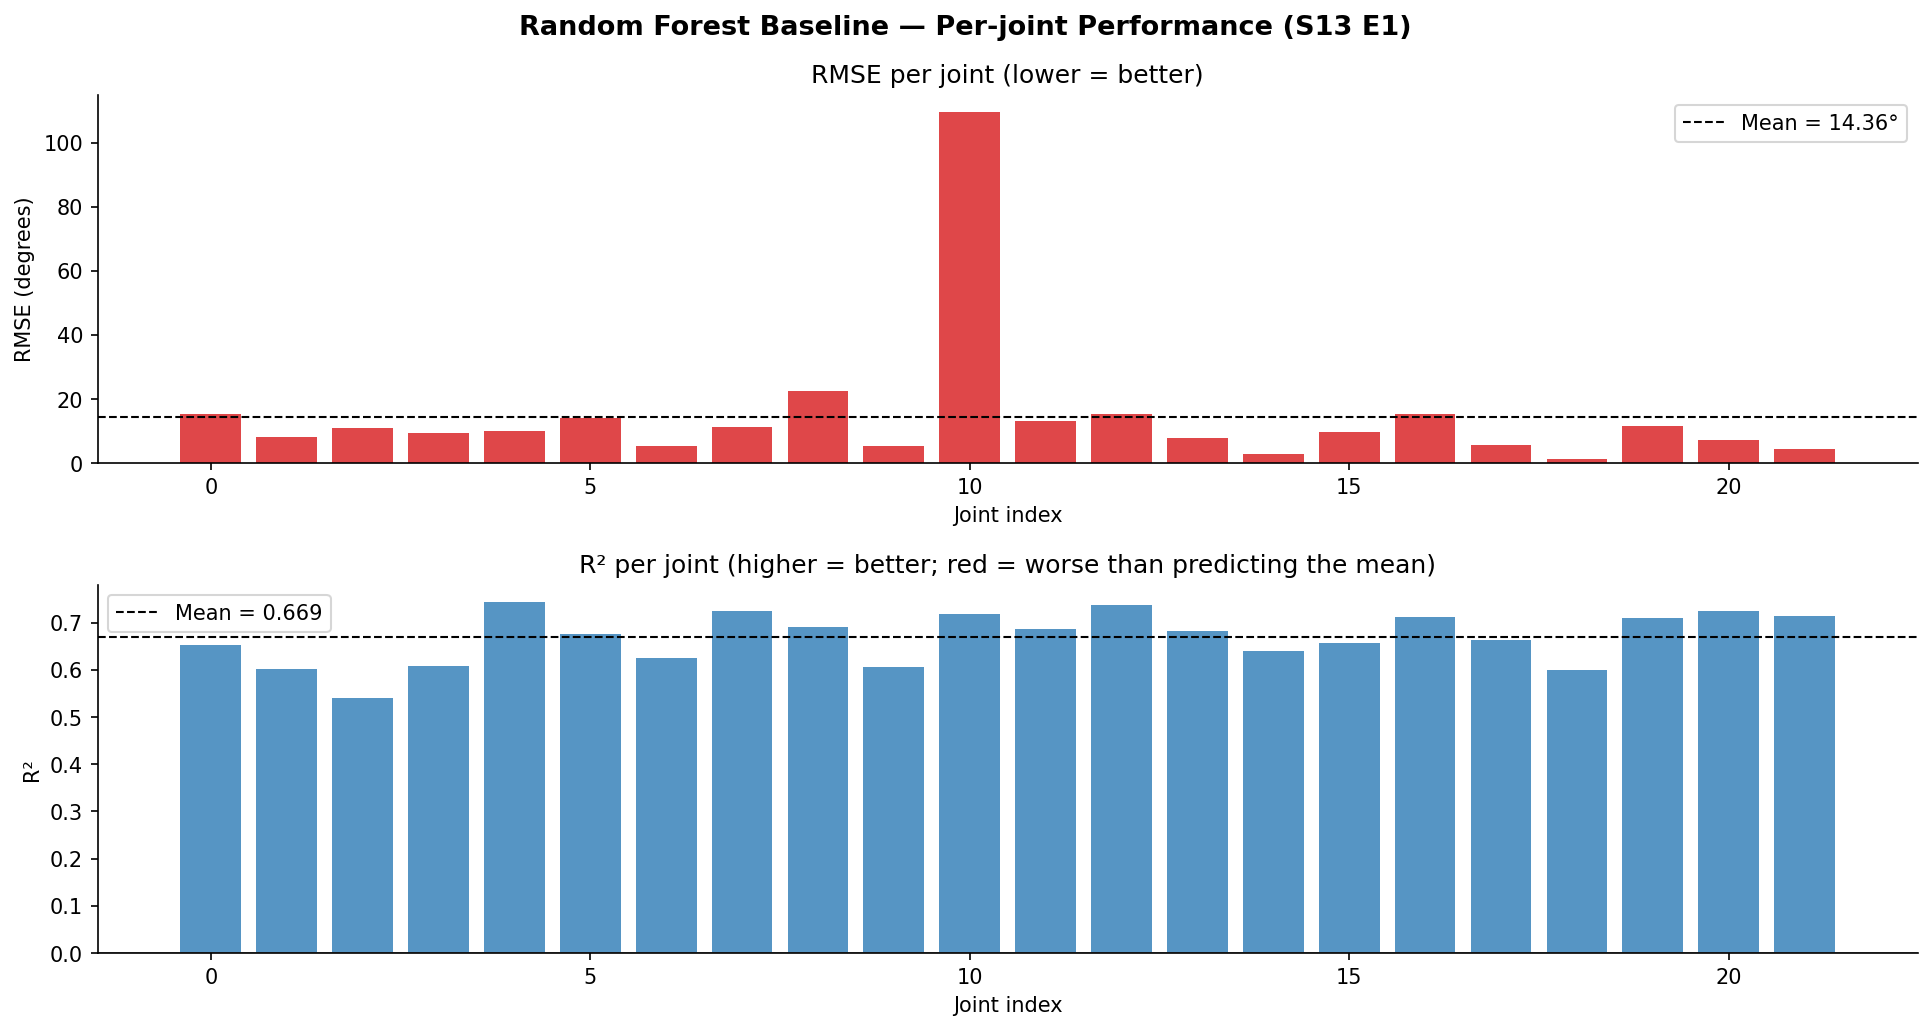 Random Forest Baseline — Per-joint Performance (S13 E1)
RMSE per joint (lower = better)
Mean = 14.36°
RMSE (degrees)
100
80
60
40
20
0
0 5 10 15 20
Joint index
R² per joint (higher = better; red = worse than predicting the mean)
Mean = 0.669
R²
0.7
0.6
0.5
0.4
0.3
0.2
0.1
0.0
0 5 10 15 20
Joint index